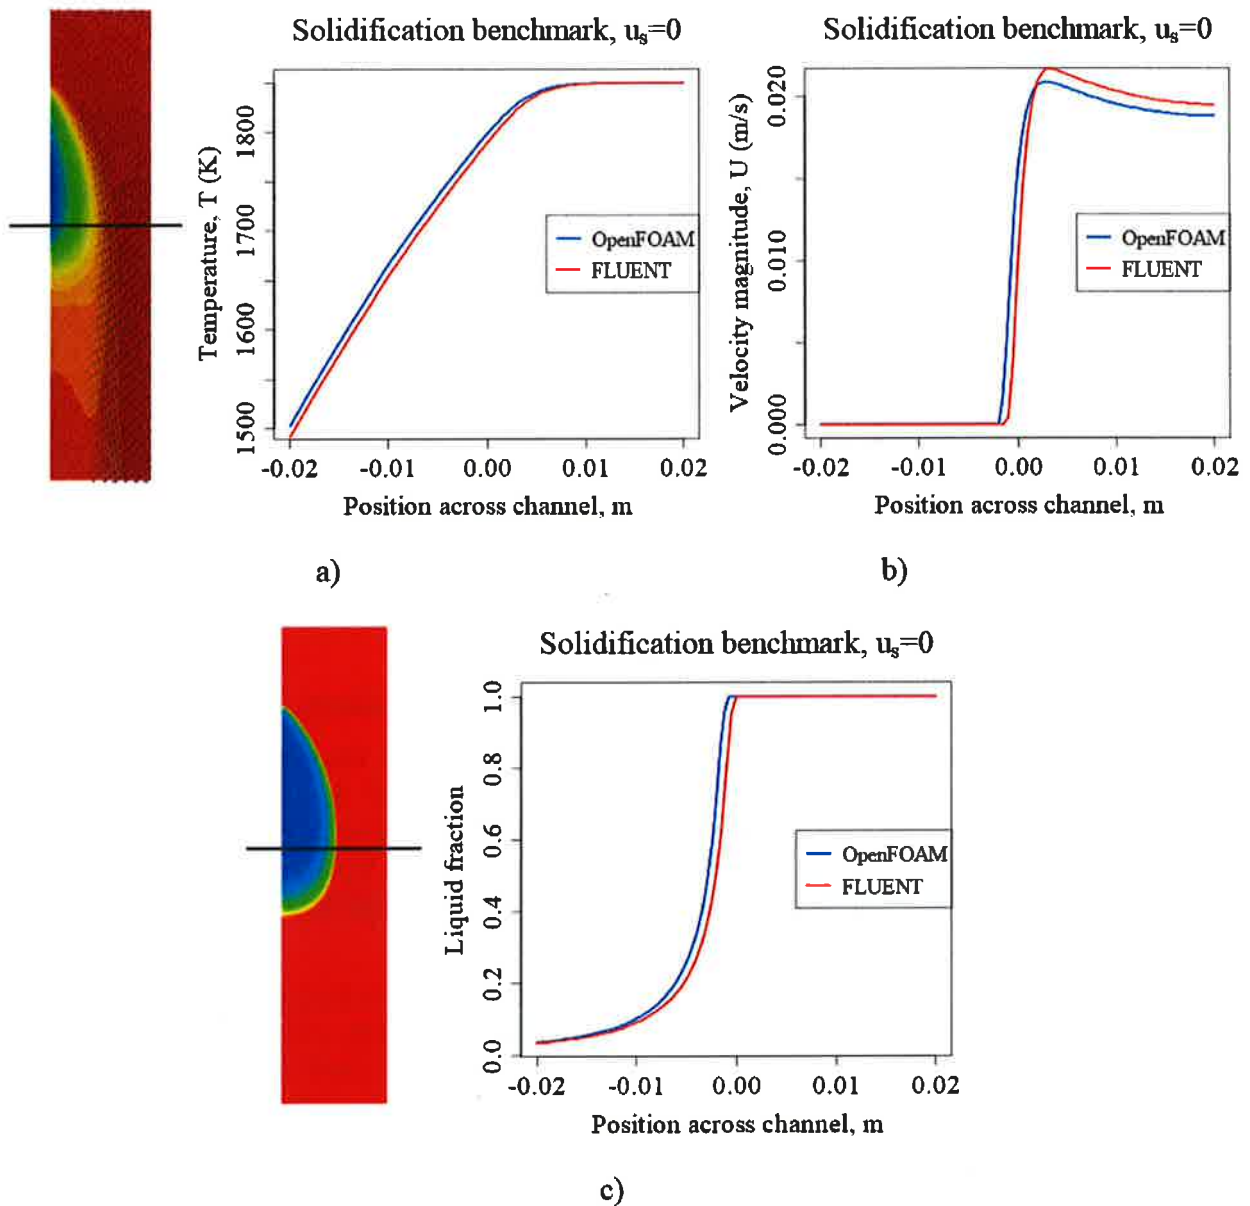 Solidification benchmark, uₛ=0
Temperature, T (K)
1800
1700
1600
1500
OpenFOAM
FLUENT
-0.02 -0.01 0.00 0.01 0.02
Position across channel, m
a)
Solidification benchmark, uₛ=0
Velocity magnitude, U (m/s)
0.020
0.010
0.000
OpenFOAM
FLUENT
-0.02 -0.01 0.00 0.01 0.02
Position across channel, m
b)
Solidification benchmark, uₛ=0
Liquid fraction
1.0
0.8
0.6
0.4
0.2
0.0
OpenFOAM
FLUENT
-0.02 -0.01 0.00 0.01 0.02
Position across channel, m
c)